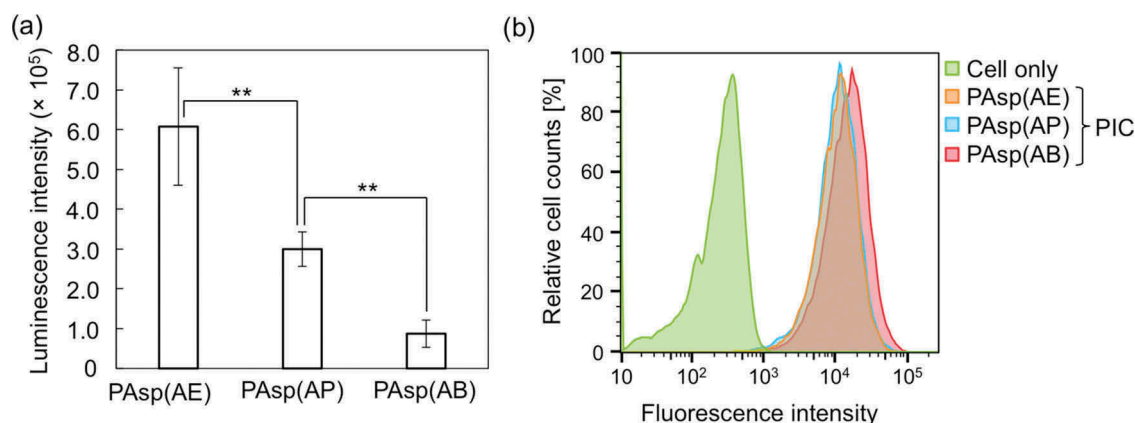 (a)
Luminescence intensity (× 10⁵)
8.0
7.0
6.0
5.0
4.0
3.0
2.0
1.0
0
**
**
PAsp(AE)
PAsp(AP)
PAsp(AB)
(b)
Relative cell counts [%]
100
80
60
40
20
0
10
10²
10³
10⁴
10⁵
Fluorescence intensity
Cell only
PAsp(AE)
PAsp(AP)
PAsp(AB)
PIC